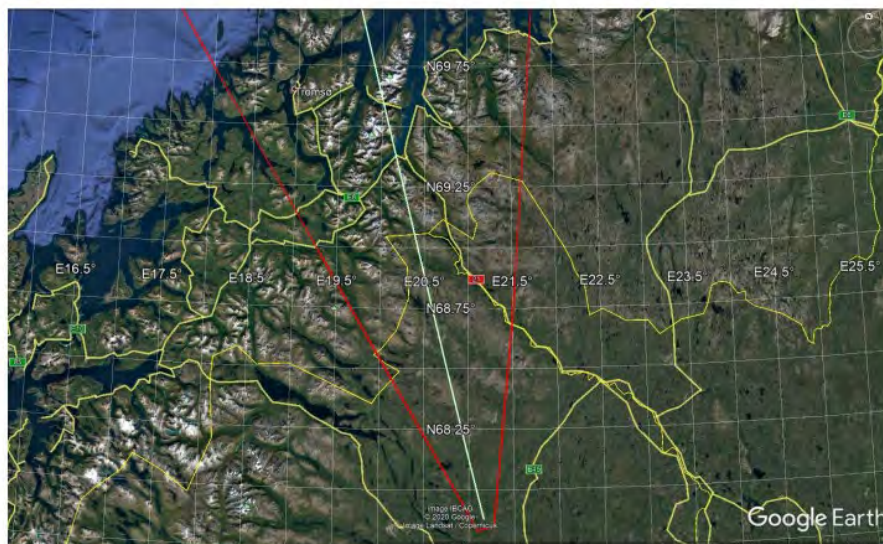 N69.75°
Tromsø
E6
N69.25°
E16.5°
E17.5°
E18.5°
E19.5°
E20.5°
E21.5°
E22.5°
E23.5°
E24.5°
E25.5°
N68.75°
N68.25°
Image IBCAO
© 2020 Google
Image Landsat / Copernicus
Google Earth